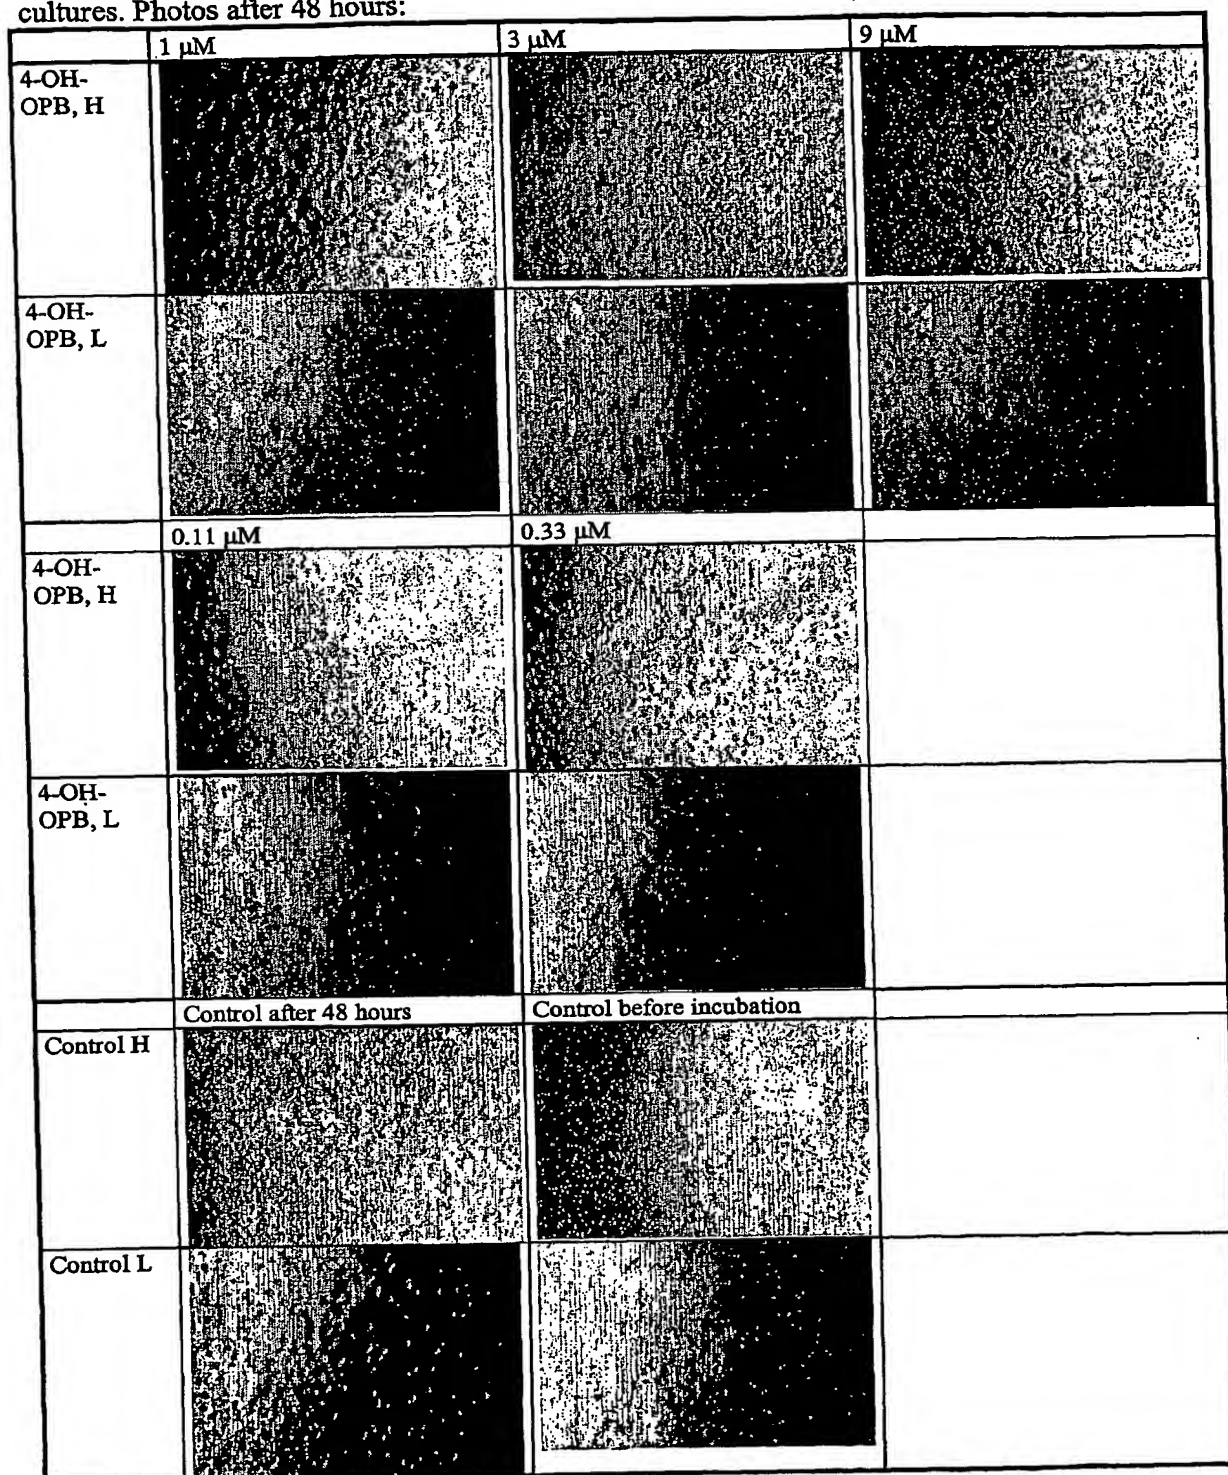 cultures. Photos after 48 hours:
1 μM 3 μM 9 μM
4-OH-
OPB, H
4-OH-
OPB, L
0.11 μM 0.33 μM
4-OH-
OPB, H
4-OH-
OPB, L
Control after 48 hours Control before incubation
Control H
Control L